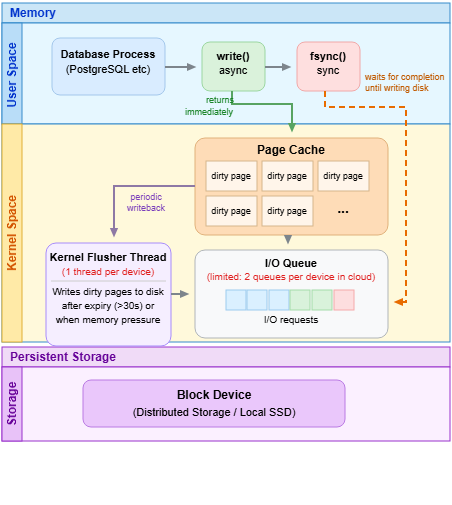 Memory
User Space
Database Process
(PostgreSQL etc)
write()
async
fsync()
sync
waits for completion
until writing disk
returns
immediately
Kernel Space
Page Cache
dirty page
dirty page
dirty page
dirty page
dirty page
...
periodic
writeback
Kernel Flusher Thread
(1 thread per device)
Writes dirty pages to disk
after expiry (>30s) or
when memory pressure
I/O Queue
(limited: 2 queues per device in cloud)
I/O requests
Persistent Storage
Storage
Block Device
(Distributed Storage / Local SSD)